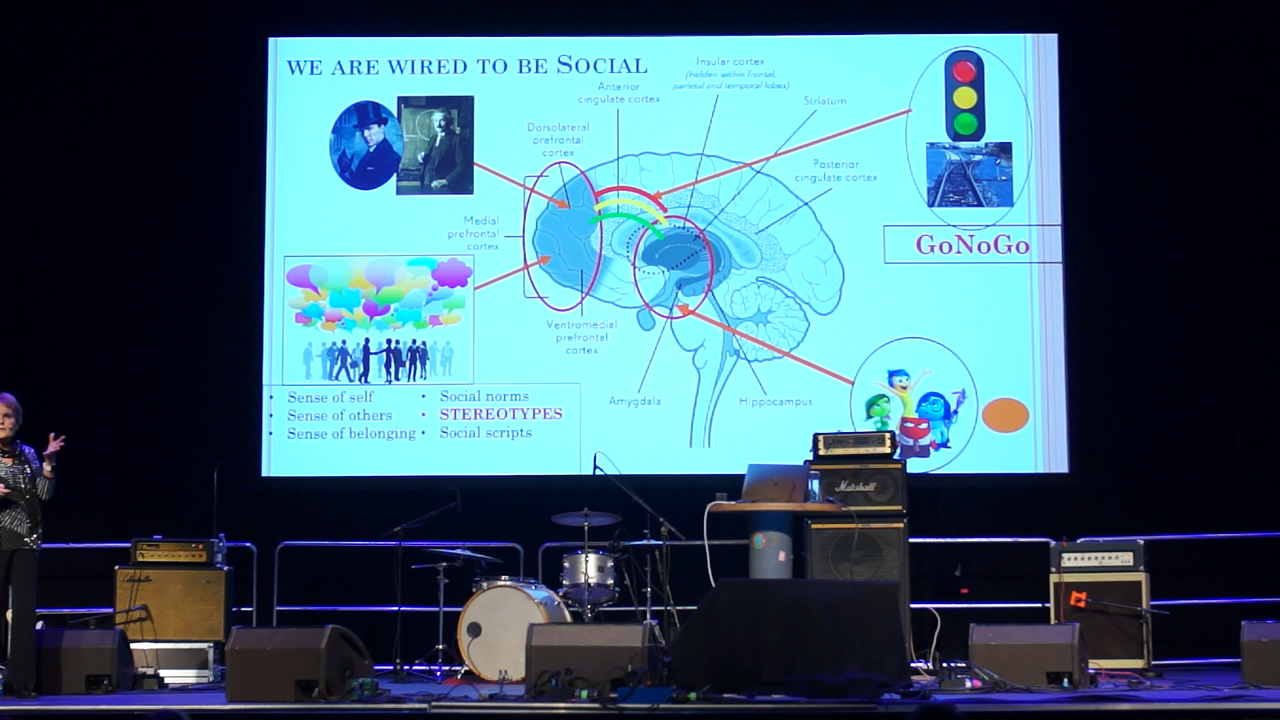 WE ARE WIRED TO BE SOCIAL
Insular cortex
(hidden within frontal,
parietal and temporal lobes)
Anterior
cingulate cortex
Striatum
Dorsolateral
prefrontal
cortex
Posterior
cingulate cortex
Medial
prefrontal
cortex
GoNoGo
Ventromedial
prefrontal
cortex
Amygdala
Hippocampus
• Sense of self
• Sense of others
• Sense of belonging
• Social norms
• STEREOTYPES
• Social scripts
Marshall